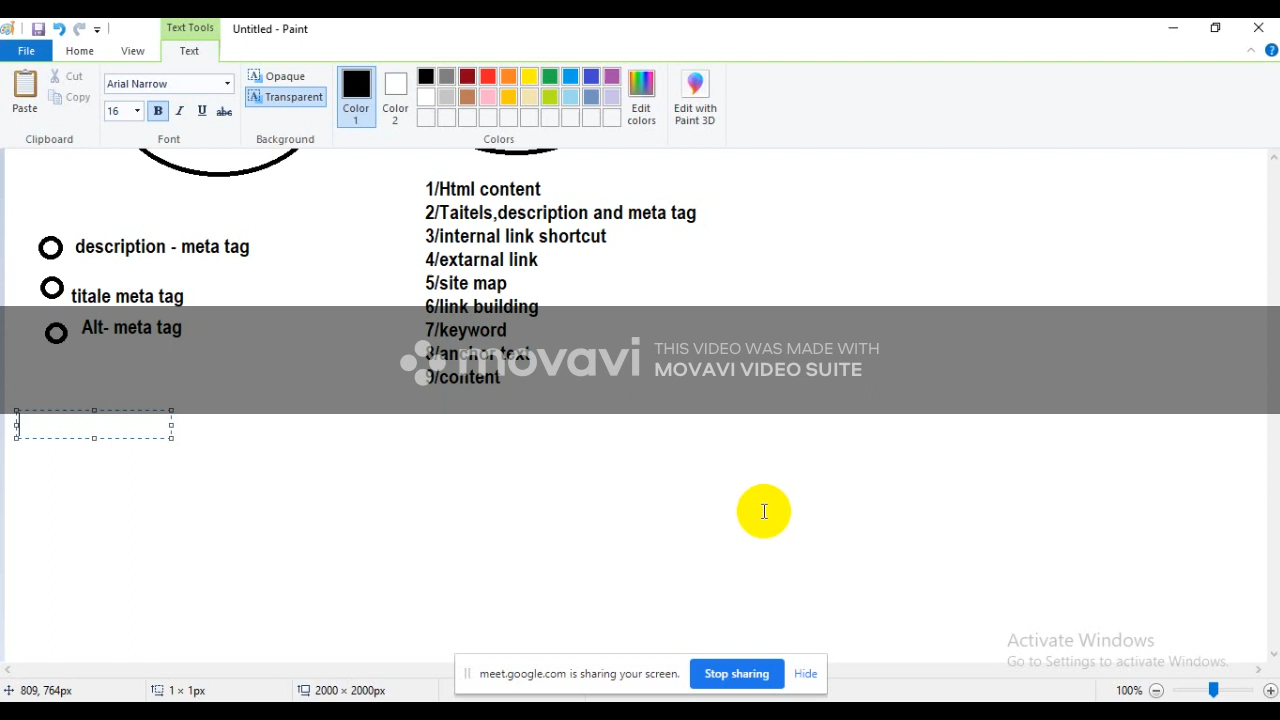 Text Tools
Untitled - Paint
File
Home
View
Text
Paste
Cut
Copy
Clipboard
Arial Narrow
16
B I U abc
Font
Opaque
Transparent
Background
Color 1
Color 2
Edit colors
Colors
Edit with Paint 3D
description - meta tag
titale meta tag
Alt- meta tag
1/Html content
2/Taitels,description and meta tag
3/internal link shortcut
4/extarnal link
5/site map
6/link building
7/keyword
8/anchor text
9/content
movavi
THIS VIDEO WAS MADE WITH
MOVAVI VIDEO SUITE
Activate Windows
Go to Settings to activate Windows.
meet.google.com is sharing your screen.
Stop sharing
Hide
809, 764px
1 × 1px
2000 × 2000px
100%